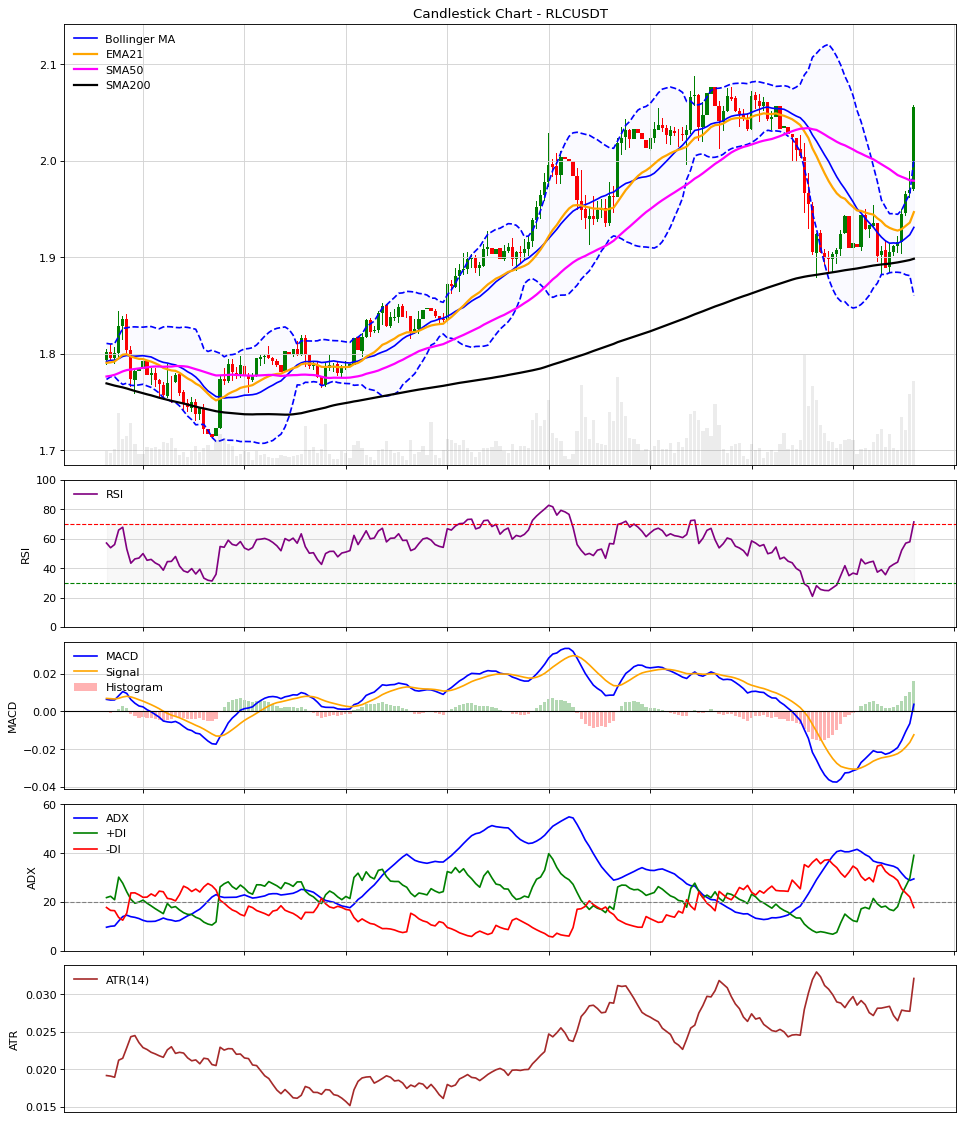 Candlestick Chart - RLCUSDT
Bollinger MA
EMA21
SMA50
SMA200
2.1
2.0
1.9
1.8
1.7
RSI
RSI
100
80
60
40
20
0
MACD
Signal
Histogram
MACD
0.02
0.00
−0.02
−0.04
ADX
+DI
-DI
ADX
60
40
20
0
ATR(14)
ATR
0.030
0.025
0.020
0.015